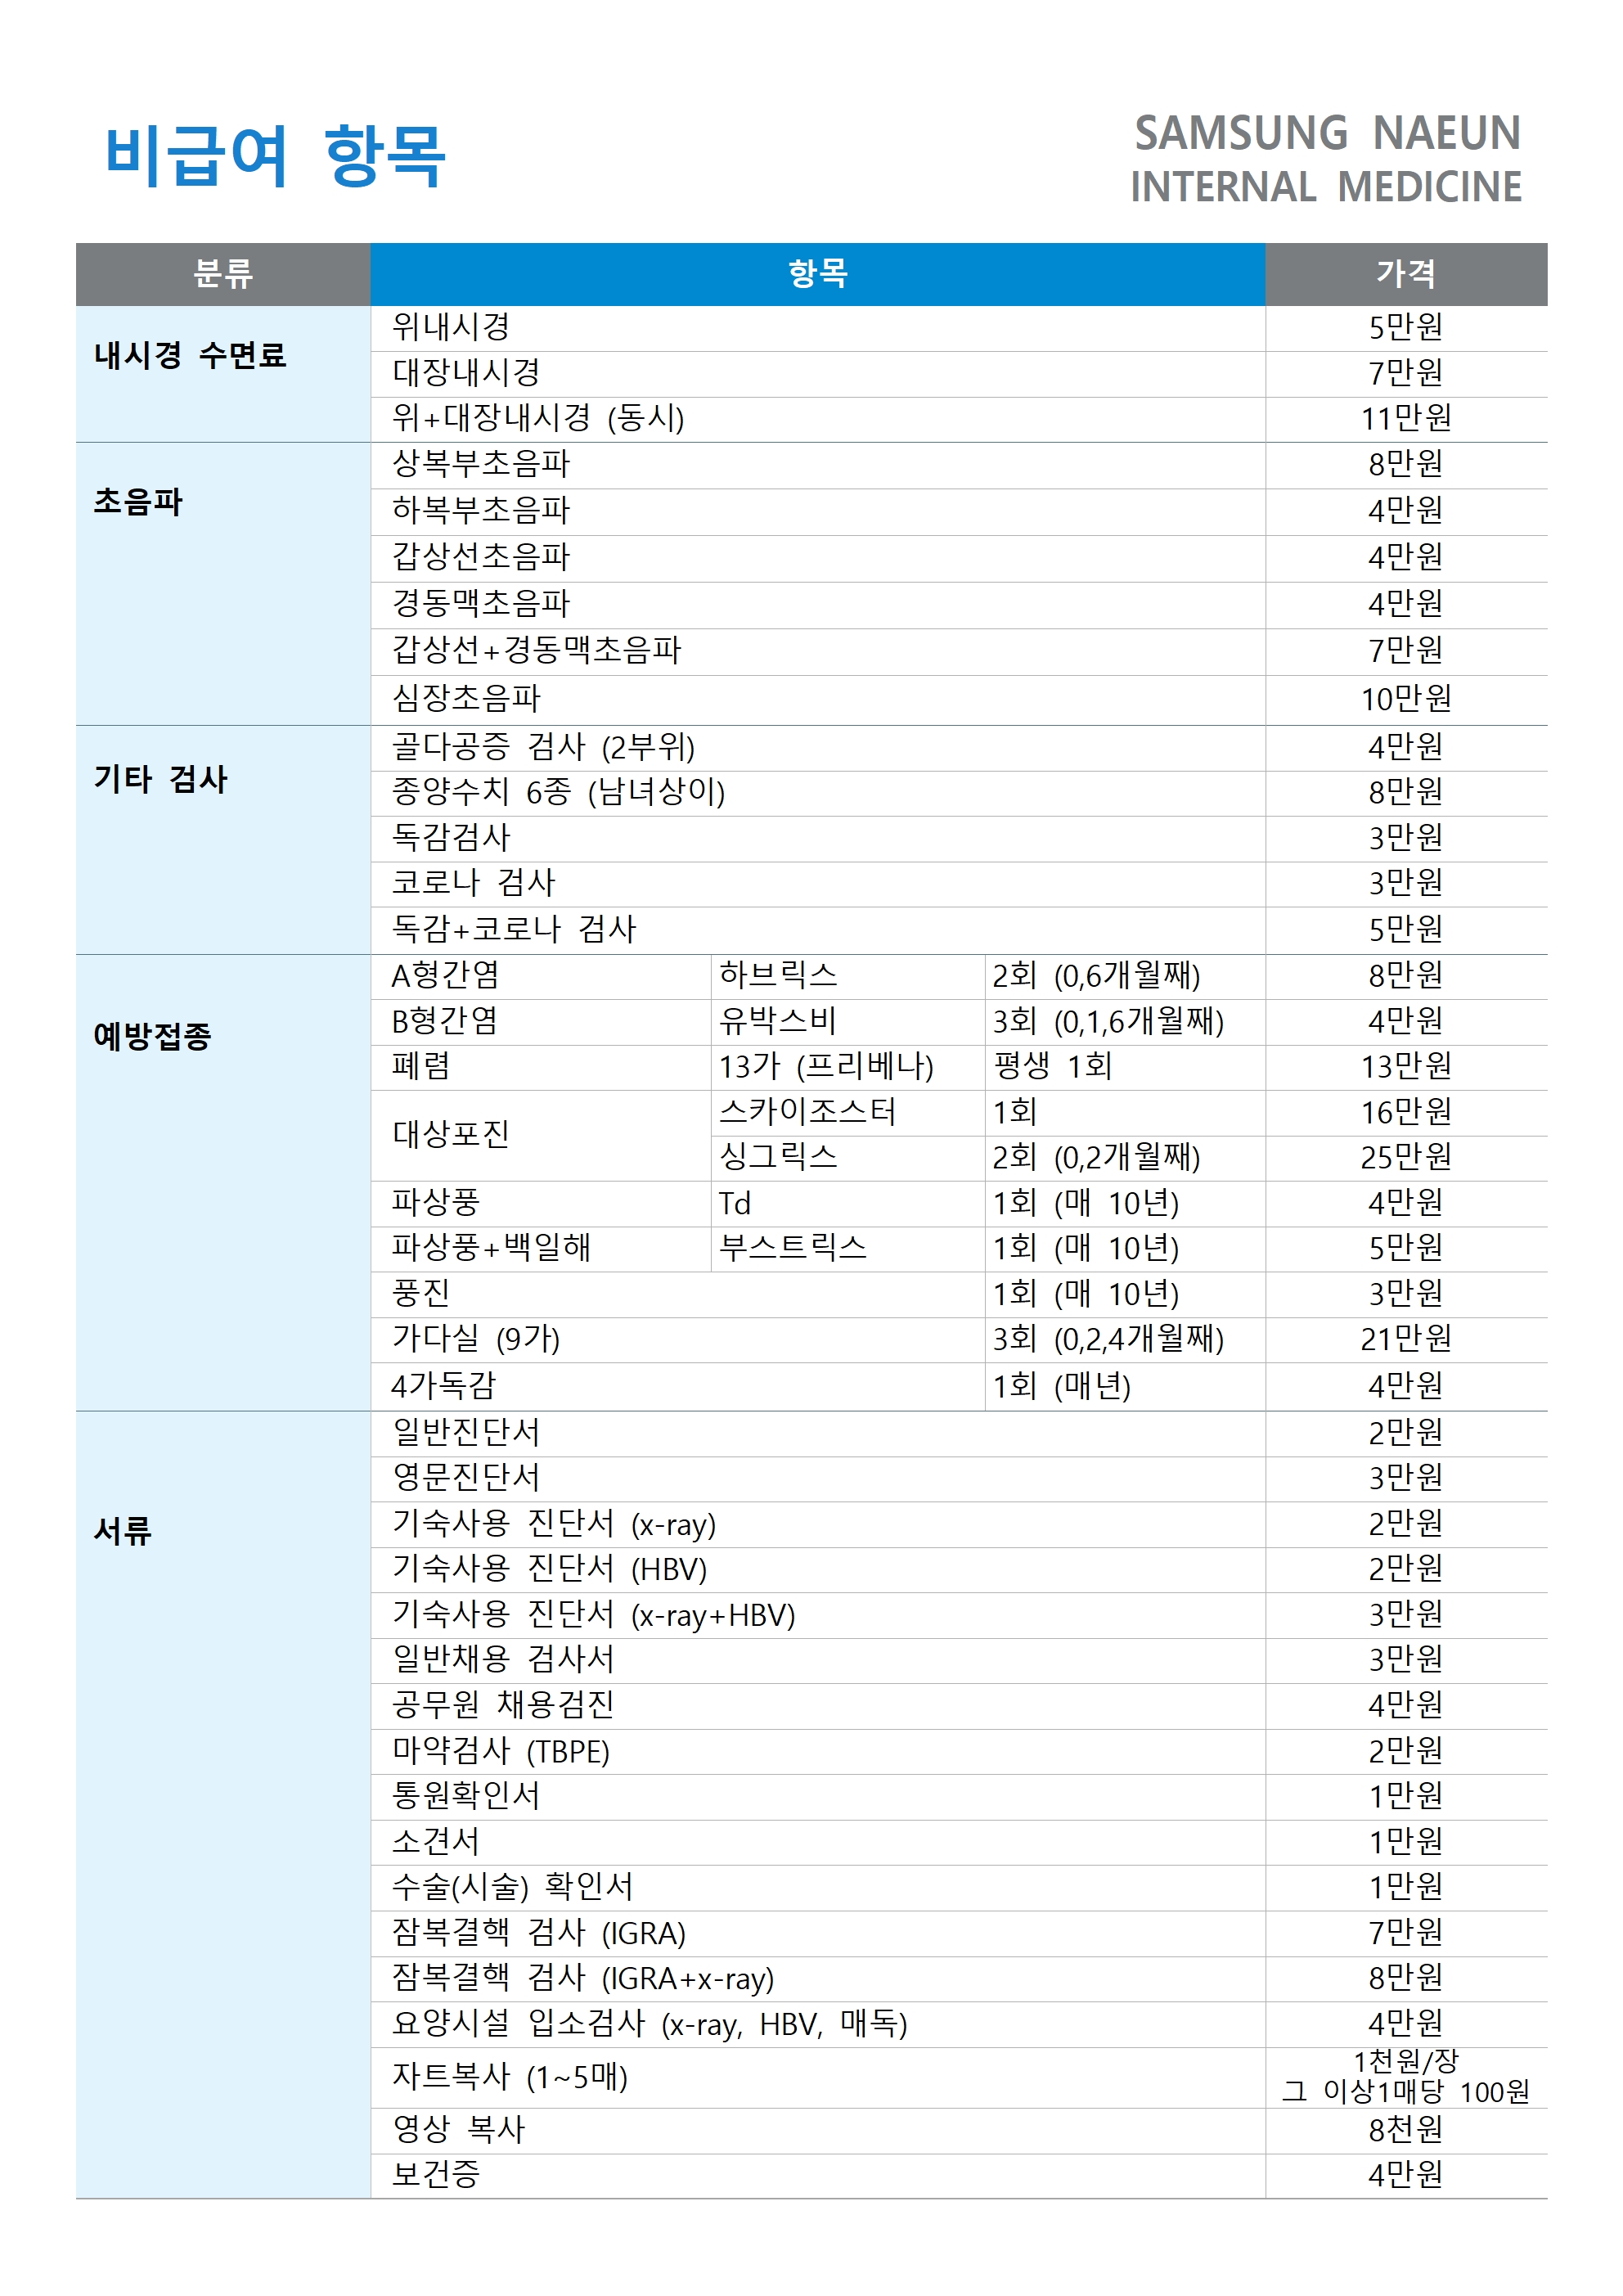 비급여 항목
SAMSUNG NAEUN
INTERNAL MEDICINE
분류 항목 가격
내시경 수면료
위내시경 5만원
대장내시경 7만원
위+대장내시경 (동시) 11만원
초음파
상복부초음파 8만원
하복부초음파 4만원
갑상선초음파 4만원
경동맥초음파 4만원
갑상선+경동맥초음파 7만원
심장초음파 10만원
기타 검사
골다공증 검사 (2부위) 4만원
종양수치 6종 (남녀상이) 8만원
독감검사 3만원
코로나 검사 3만원
독감+코로나 검사 5만원
예방접종
A형간염 하브릭스 2회 (0,6개월째) 8만원
B형간염 유박스비 3회 (0,1,6개월째) 4만원
폐렴 13가 (프리베나) 평생 1회 13만원
대상포진
스카이조스터 1회 16만원
싱그릭스 2회 (0,2개월째) 25만원
파상풍 Td 1회 (매 10년) 4만원
파상풍+백일해 부스트릭스 1회 (매 10년) 5만원
풍진 1회 (매 10년) 3만원
가다실 (9가) 3회 (0,2,4개월째) 21만원
4가독감 1회 (매년) 4만원
서류
일반진단서 2만원
영문진단서 3만원
기숙사용 진단서 (x-ray) 2만원
기숙사용 진단서 (HBV) 2만원
기숙사용 진단서 (x-ray+HBV) 3만원
일반채용 검사서 3만원
공무원 채용검진 4만원
마약검사 (TBPE) 2만원
통원확인서 1만원
소견서 1만원
수술(시술) 확인서 1만원
잠복결핵 검사 (IGRA) 7만원
잠복결핵 검사 (IGRA+x-ray) 8만원
요양시설 입소검사 (x-ray, HBV, 매독) 4만원
자트복사 (1~5매) 1천원/장
그 이상1매당 100원
영상 복사 8천원
보건증 4만원